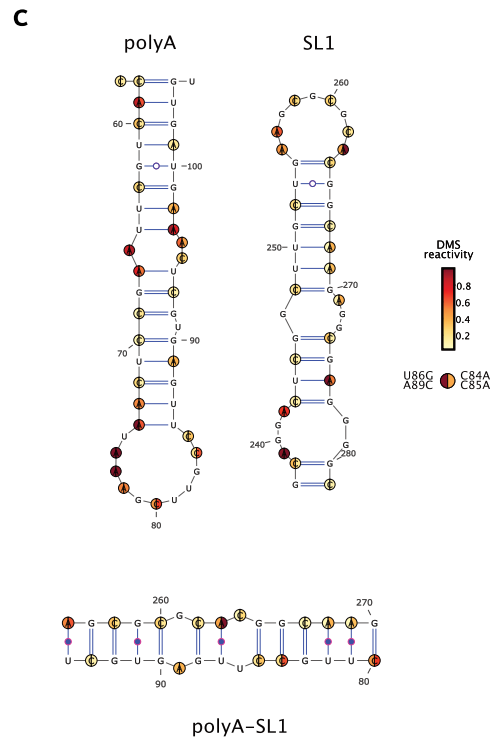 C
polyA
SL1
C C G U
A U
60 C G
U A
G U 100
C G
U A
U A
A A
C
A U
G C
C U
C G 90
70 U A
C G
A G
A U
A U
U C
A C
A G
A U
G C U
80
260
C G C
G G
A C
A A
G C
U G
C G
G C
250 U A
U A
C G
270
G A
G G
G
C C
U G
C A
A G
G G
240 G G
A 280
C G
G C
DMS
reactivity
0.8
0.6
0.4
0.2
U86G C84A
A89C C85A
260 270
A G C G C G C A C G G C A A G
U C G U G A G U U C C G U U C
90 80
polyA-SL1